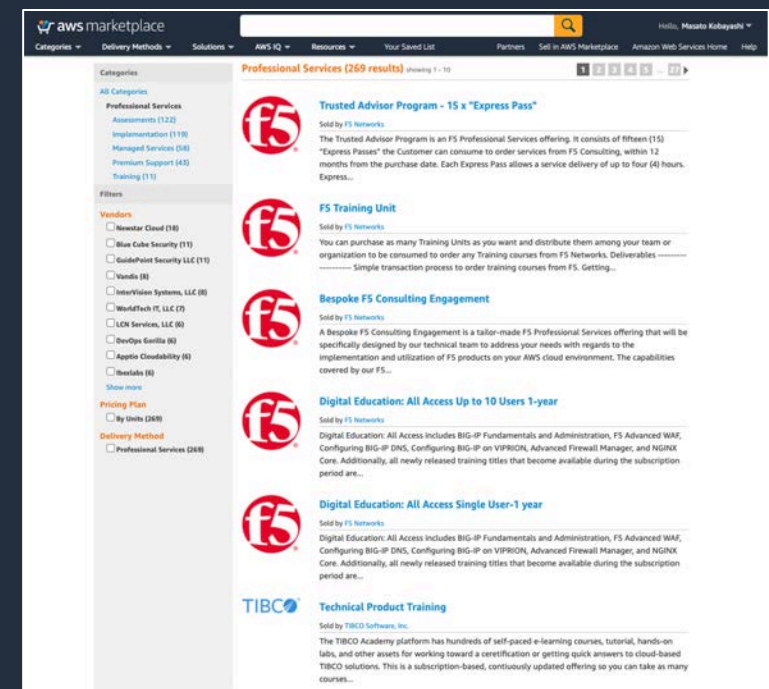 aws marketplace
Hello, Masato Kobayashi
Categories
Delivery Methods
Solutions
AWS IQ
Resources
Your Saved List
Partners
Sell in AWS Marketplace
Amazon Web Services Home
Help
Categories
All Categories
Professional Services
Assessments (122)
Implementation (119)
Managed Services (58)
Premium Support (43)
Training (11)
Filters
Vendors
Newstar Cloud (18)
Blue Cube Security (11)
GuidePoint Security LLC (11)
Vandis (8)
InterVision Systems, LLC (8)
WorldTech IT, LLC (7)
LCN Services, LLC (6)
DevOps Gorilla (6)
Apptio Cloudability (6)
Ibexlabs (6)
Show more
Pricing Plan
By Units (269)
Delivery Method
Professional Services (269)
Professional Services (269 results) showing 1 - 10
1 2 3 4 5 ... 27
f5
Trusted Advisor Program - 15 x "Express Pass"
Sold by F5 Networks
The Trusted Advisor Program is an F5 Professional Services offering. It consists of fifteen (15)
"Express Passes" the Customer can consume to order services from F5 Consulting, within 12
months from the purchase date. Each Express Pass allows a service delivery of up to four (4) hours.
Express...
f5
F5 Training Unit
Sold by F5 Networks
You can purchase as many Training Units as you want and distribute them among your team or
organization to be consumed to order any Training courses from F5 Networks. Deliverables ----------
----------- Simple transaction process to order training courses from F5. Getting...
f5
Bespoke F5 Consulting Engagement
Sold by F5 Networks
A Bespoke F5 Consulting Engagement is a tailor-made F5 Professional Services offering that will be
specifically designed by our technical team to address your needs with regards to the
implementation and utilization of F5 products on your AWS cloud environment. The capabilities
covered by our F5...
f5
Digital Education: All Access Up to 10 Users 1-year
Sold by F5 Networks
Digital Education: All Access includes BIG-IP Fundamentals and Administration, F5 Advanced WAF,
Configuring BIG-IP DNS, Configuring BIG-IP on VIPRION, Advanced Firewall Manager, and NGINX
Core. Additionally, all newly released training titles that become available during the subscription
period are...
f5
Digital Education: All Access Single User-1 year
Sold by F5 Networks
Digital Education: All Access includes BIG-IP Fundamentals and Administration, F5 Advanced WAF,
Configuring BIG-IP DNS, Configuring BIG-IP on VIPRION, Advanced Firewall Manager, and NGINX
Core. Additionally, all newly released training titles that become available during the subscription
period are...
TIBCO
Technical Product Training
Sold by TIBCO Software, Inc.
The TIBCO Academy platform has hundreds of self-paced e-learning courses, tutorial, hands-on
labs, and other assets for working toward a ceretification or getting quick answers to cloud-based
TIBCO solutions. This is a subscription-based, contiuously updated offering so you can take as many
courses...